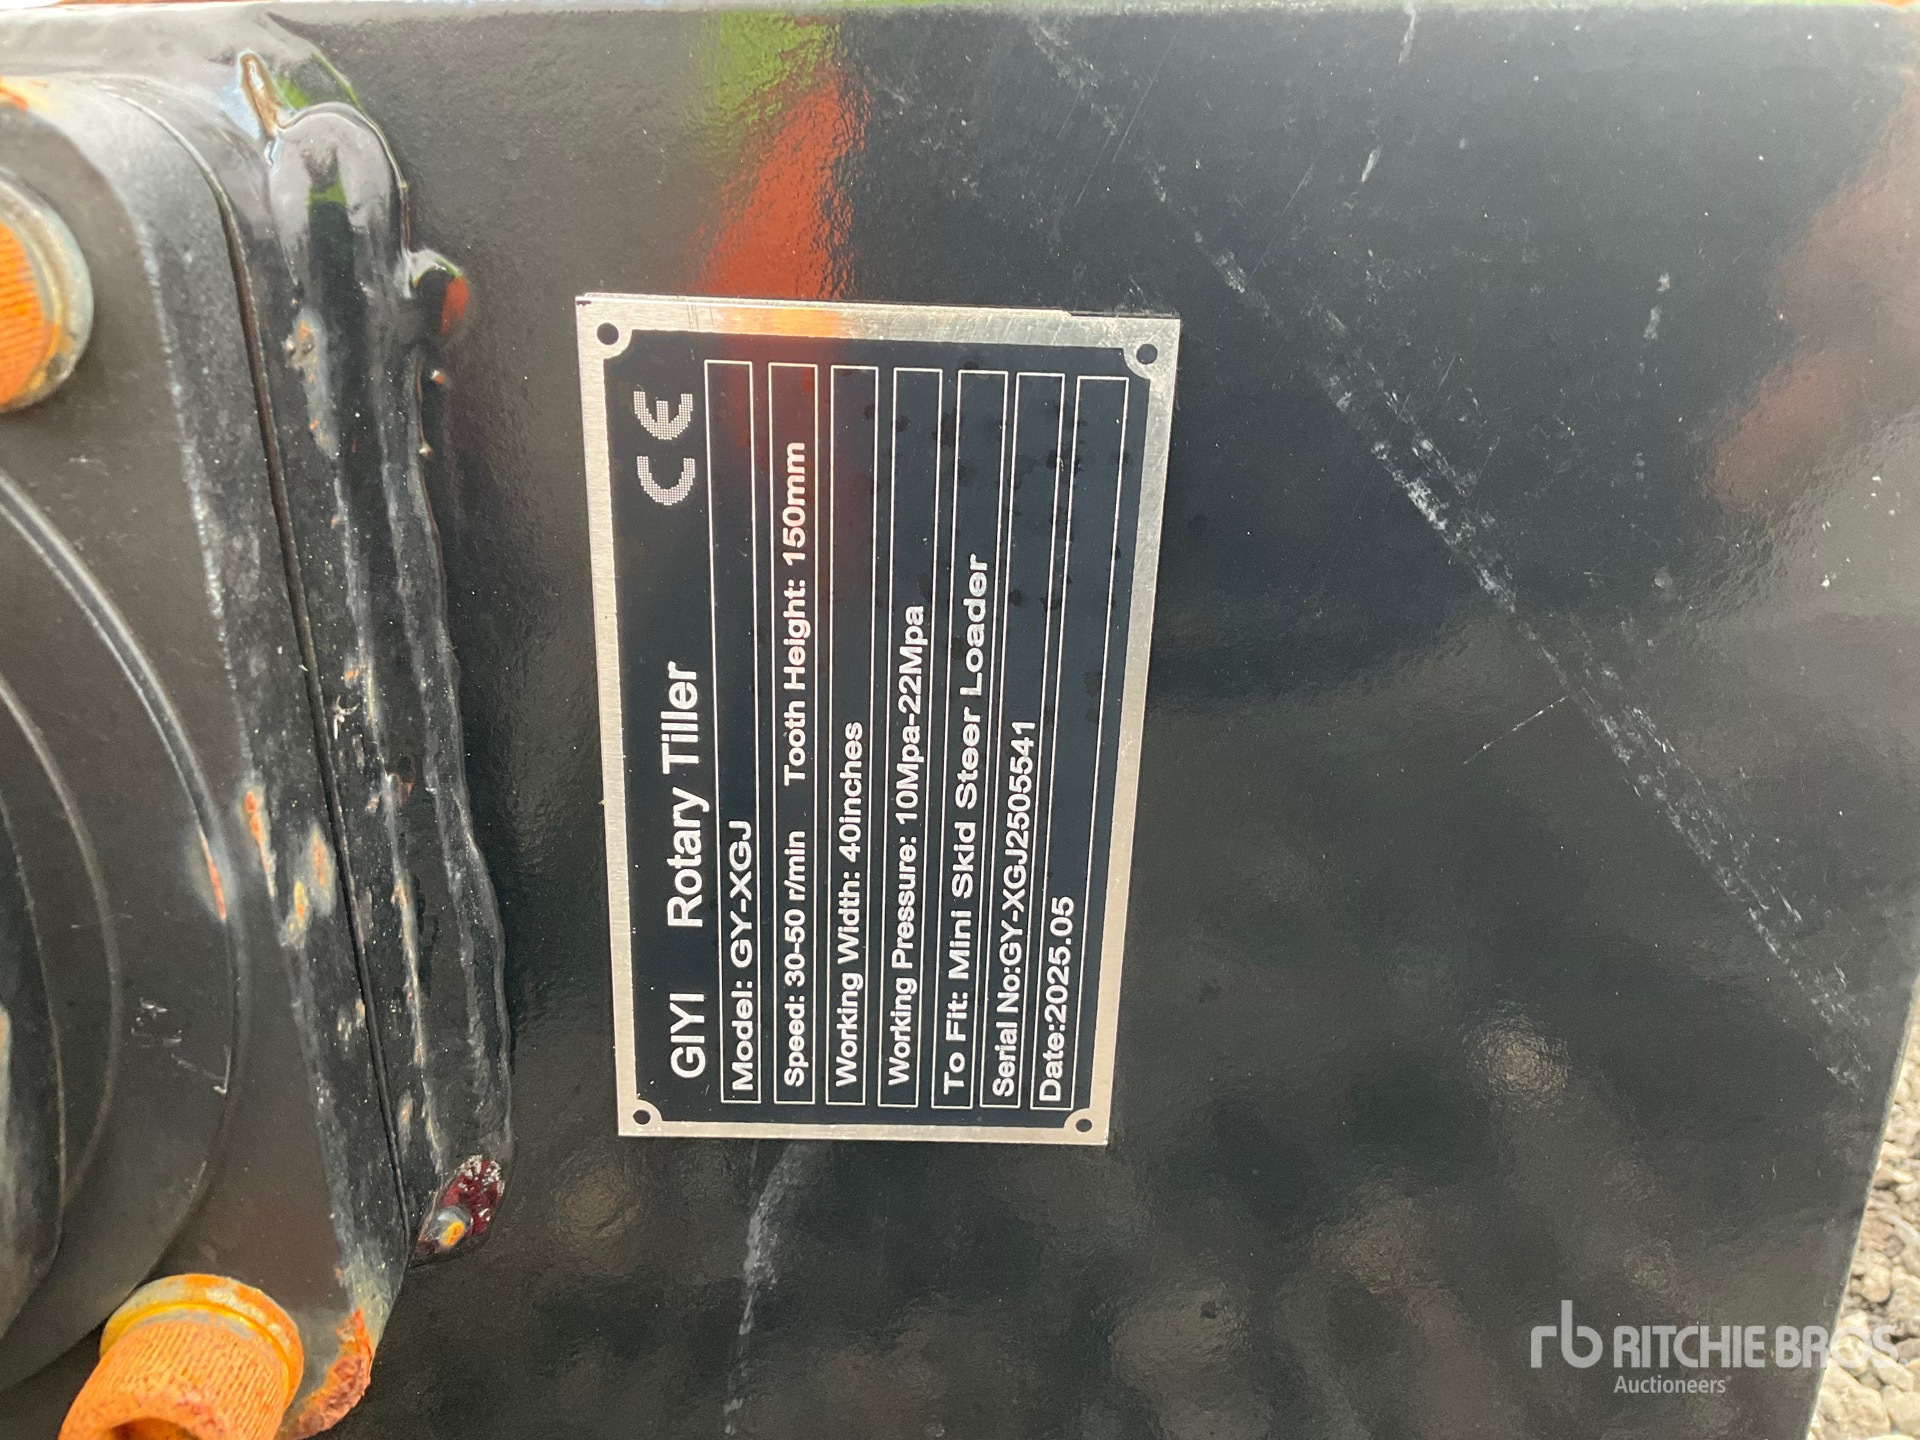 CE
GIYI Rotary Tiller
Model: GY-XGJ
Speed: 30-50 r/min Tooth Height: 150mm
Working Width: 40inches
Working Pressure: 10Mpa-22Mpa
To Fit: Mini Skid Steer Loader
Serial No:GY-XGJ2505541
Date:2025.05
rb RITCHIE BROS
Auctioneers